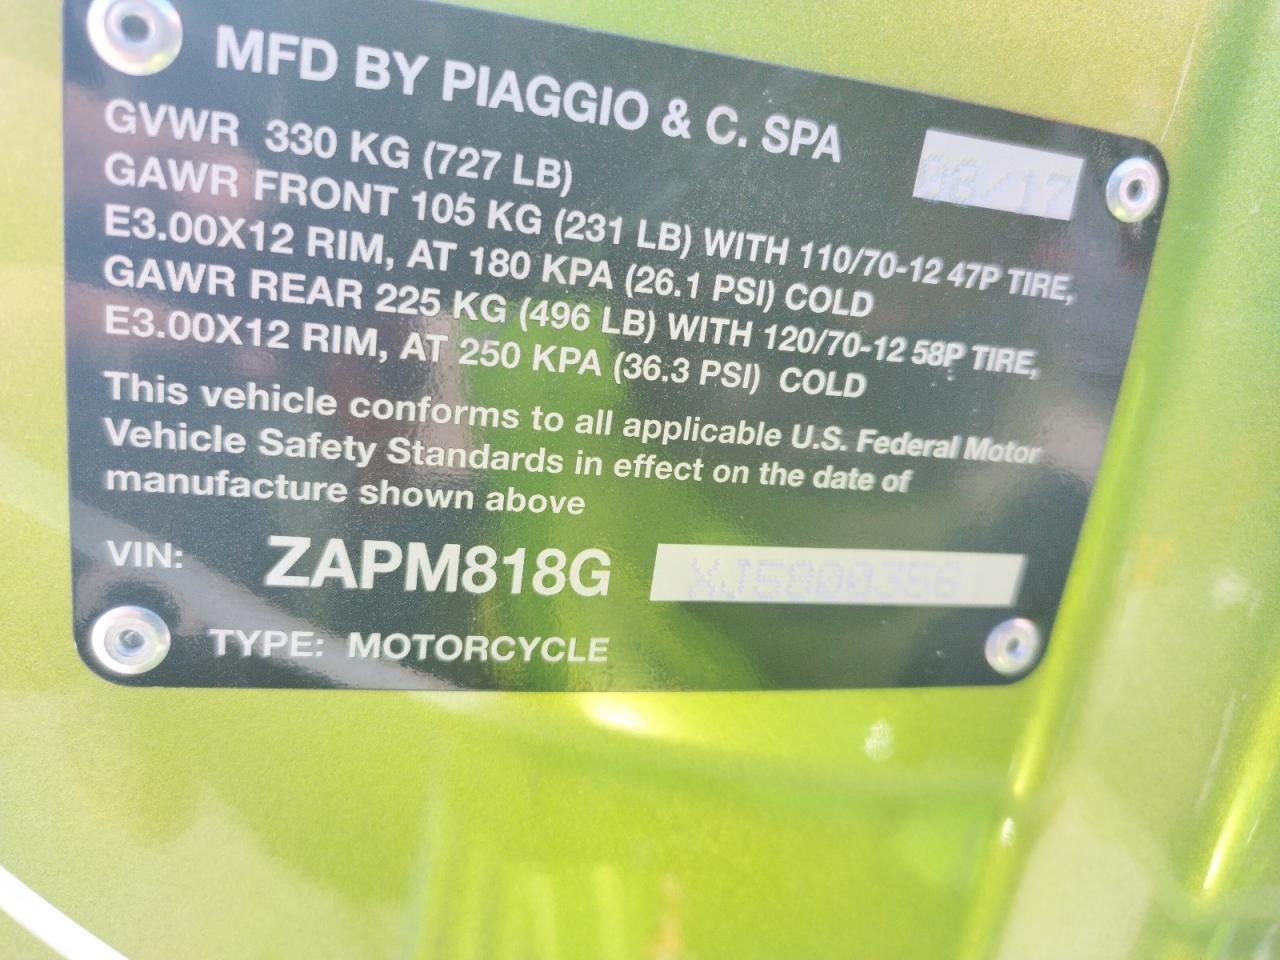 MFD BY PIAGGIO & C. SPA
08/17
GVWR 330 KG (727 LB)
GAWR FRONT 105 KG (231 LB) WITH 110/70-12 47P TIRE,
E3.00X12 RIM, AT 180 KPA (26.1 PSI) COLD
GAWR REAR 225 KG (496 LB) WITH 120/70-12 58P TIRE,
E3.00X12 RIM, AT 250 KPA (36.3 PSI) COLD
This vehicle conforms to all applicable U.S. Federal Motor
Vehicle Safety Standards in effect on the date of
manufacture shown above
VIN: ZAPM818G XJ5000356
TYPE: MOTORCYCLE